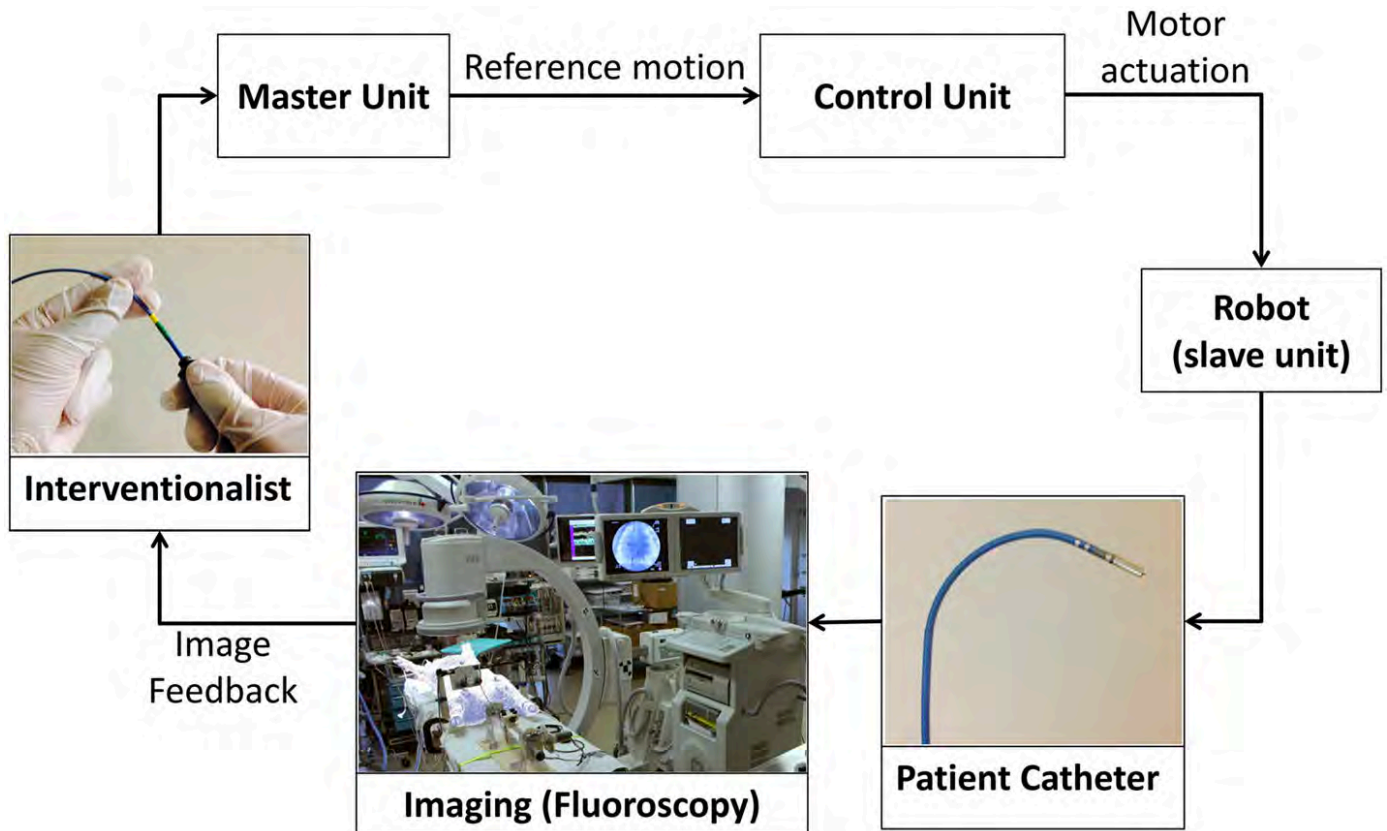 Master Unit
Reference motion
Control Unit
Motor
actuation
Robot
(slave unit)
Interventionalist
Image
Feedback
Imaging (Fluoroscopy)
Patient Catheter